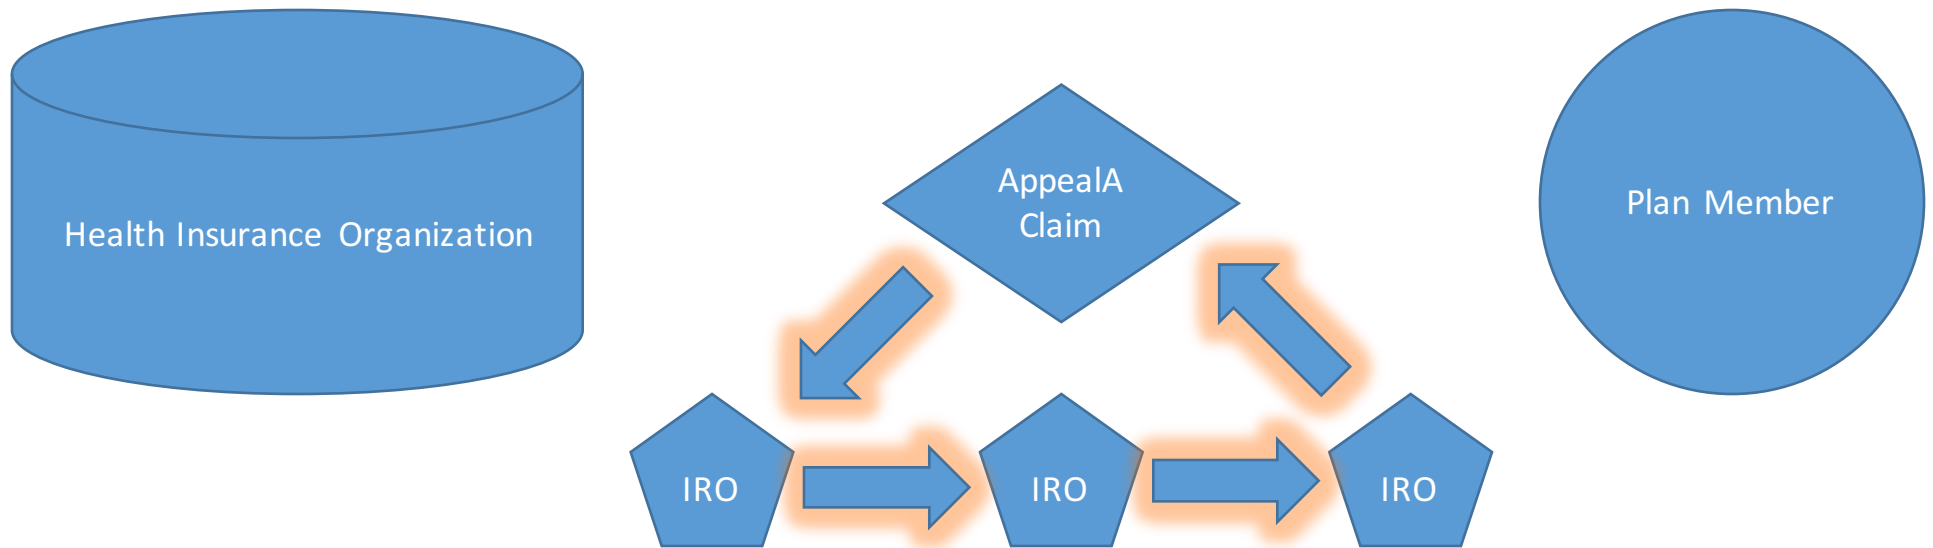 Health Insurance Organization
AppealA
Claim
Plan Member
IRO
IRO
IRO